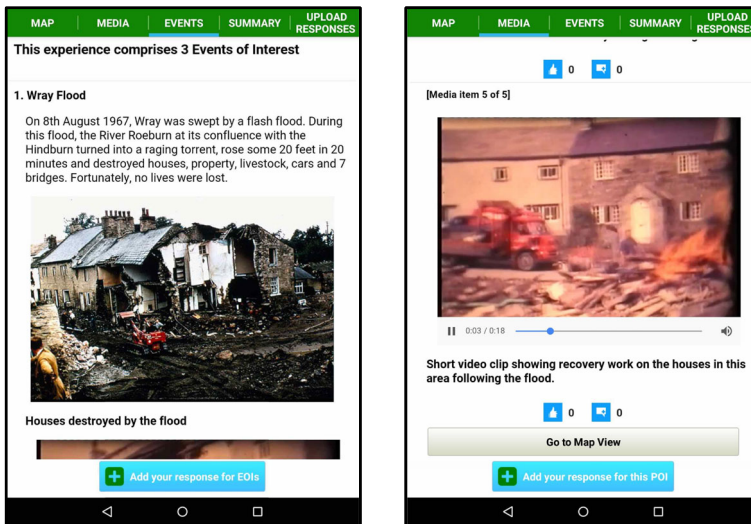 MAP MEDIA EVENTS SUMMARY UPLOAD RESPONSES
This experience comprises 3 Events of Interest
1. Wray Flood
On 8th August 1967, Wray was swept by a flash flood. During
this flood, the River Roeburn at its confluence with the
Hindburn turned into a raging torrent, rose some 20 feet in 20
minutes and destroyed houses, property, livestock, cars and 7
bridges. Fortunately, no lives were lost.
Houses destroyed by the flood
Add your response for EOIs
MAP MEDIA EVENTS SUMMARY UPLOAD RESPONSES
0 0
[Media item 5 of 5]
0:03 / 0:18
Short video clip showing recovery work on the houses in this
area following the flood.
0 0
Go to Map View
Add your response for this POI